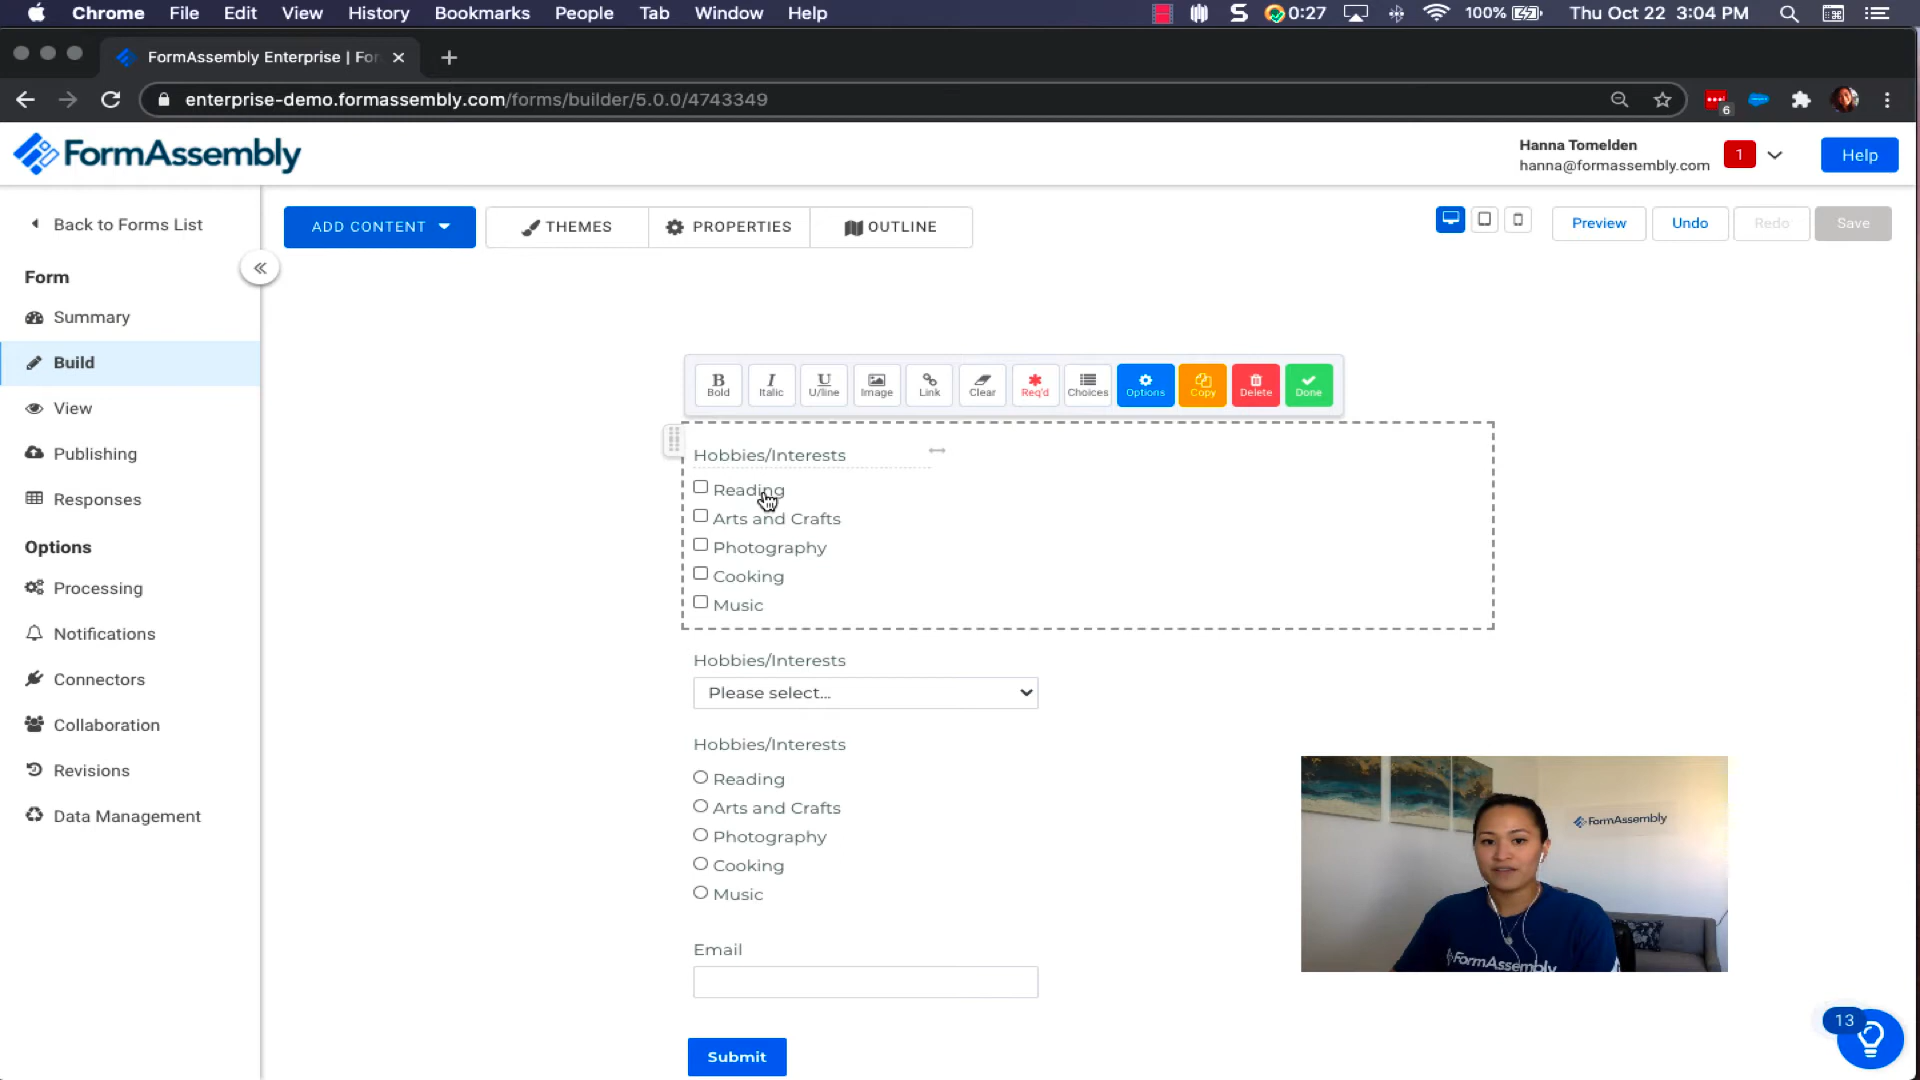 Chrome File Edit View History Bookmarks People Tab Window Help 0:27 100% Thu Oct 22 3:04 PM
FormAssembly Enterprise | For
enterprise-demo.formassembly.com/forms/builder/5.0.0/4743349
6
FormAssembly
Hanna Tomelden
hanna@formassembly.com
1
Help
Back to Forms List
ADD CONTENT THEMES PROPERTIES OUTLINE
Preview Undo Redo Save
Form
Summary
Build
View
Publishing
Responses
Options
Processing
Notifications
Connectors
Collaboration
Revisions
Data Management
B I U
Bold Italic U/line Image Link Clear Req'd Choices Options Copy Delete Done
Hobbies/Interests
Reading
Arts and Crafts
Photography
Cooking
Music
Hobbies/Interests
Please select...
Hobbies/Interests
Reading
Arts and Crafts
Photography
Cooking
Music
Email
Submit
FormAssembly
FormAssembly
13